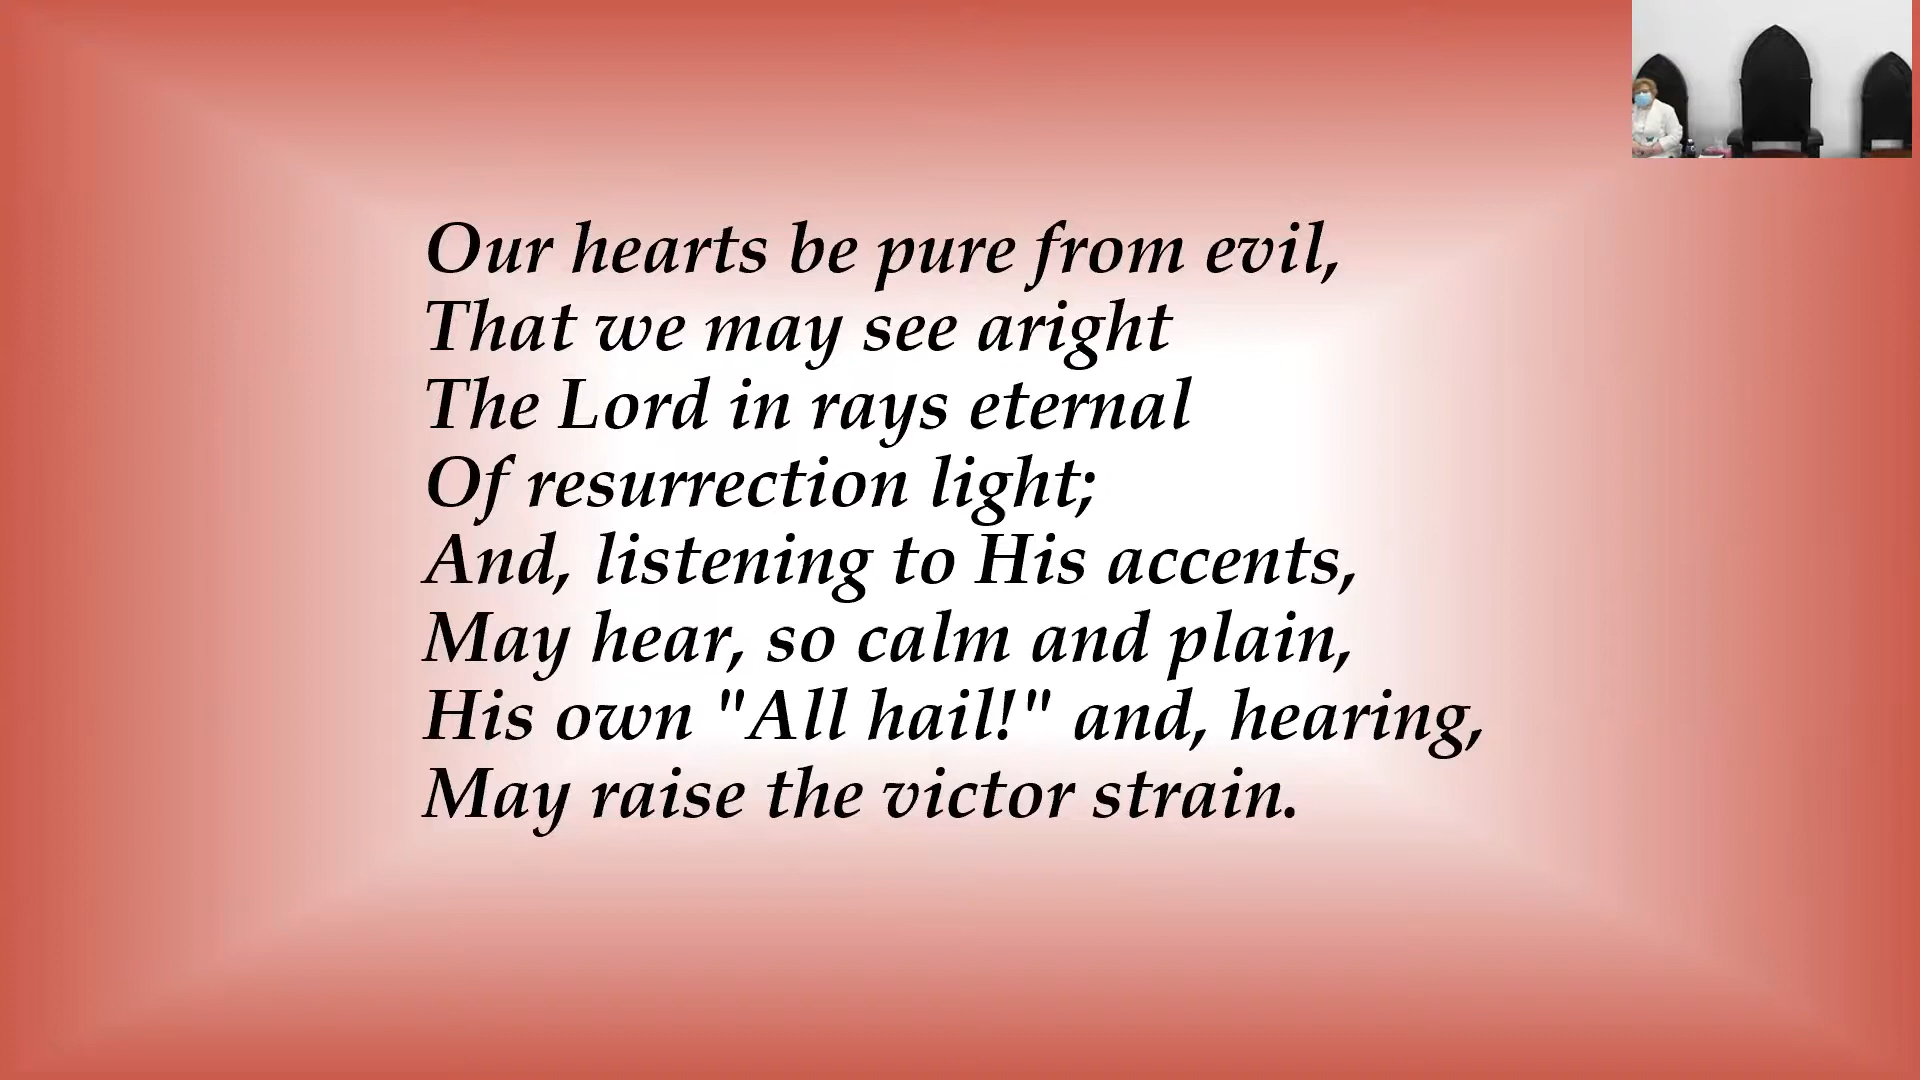 Our hearts be pure from evil,
That we may see aright
The Lord in rays eternal
Of resurrection light;
And, listening to His accents,
May hear, so calm and plain,
His own "All hail!" and, hearing,
May raise the victor strain.